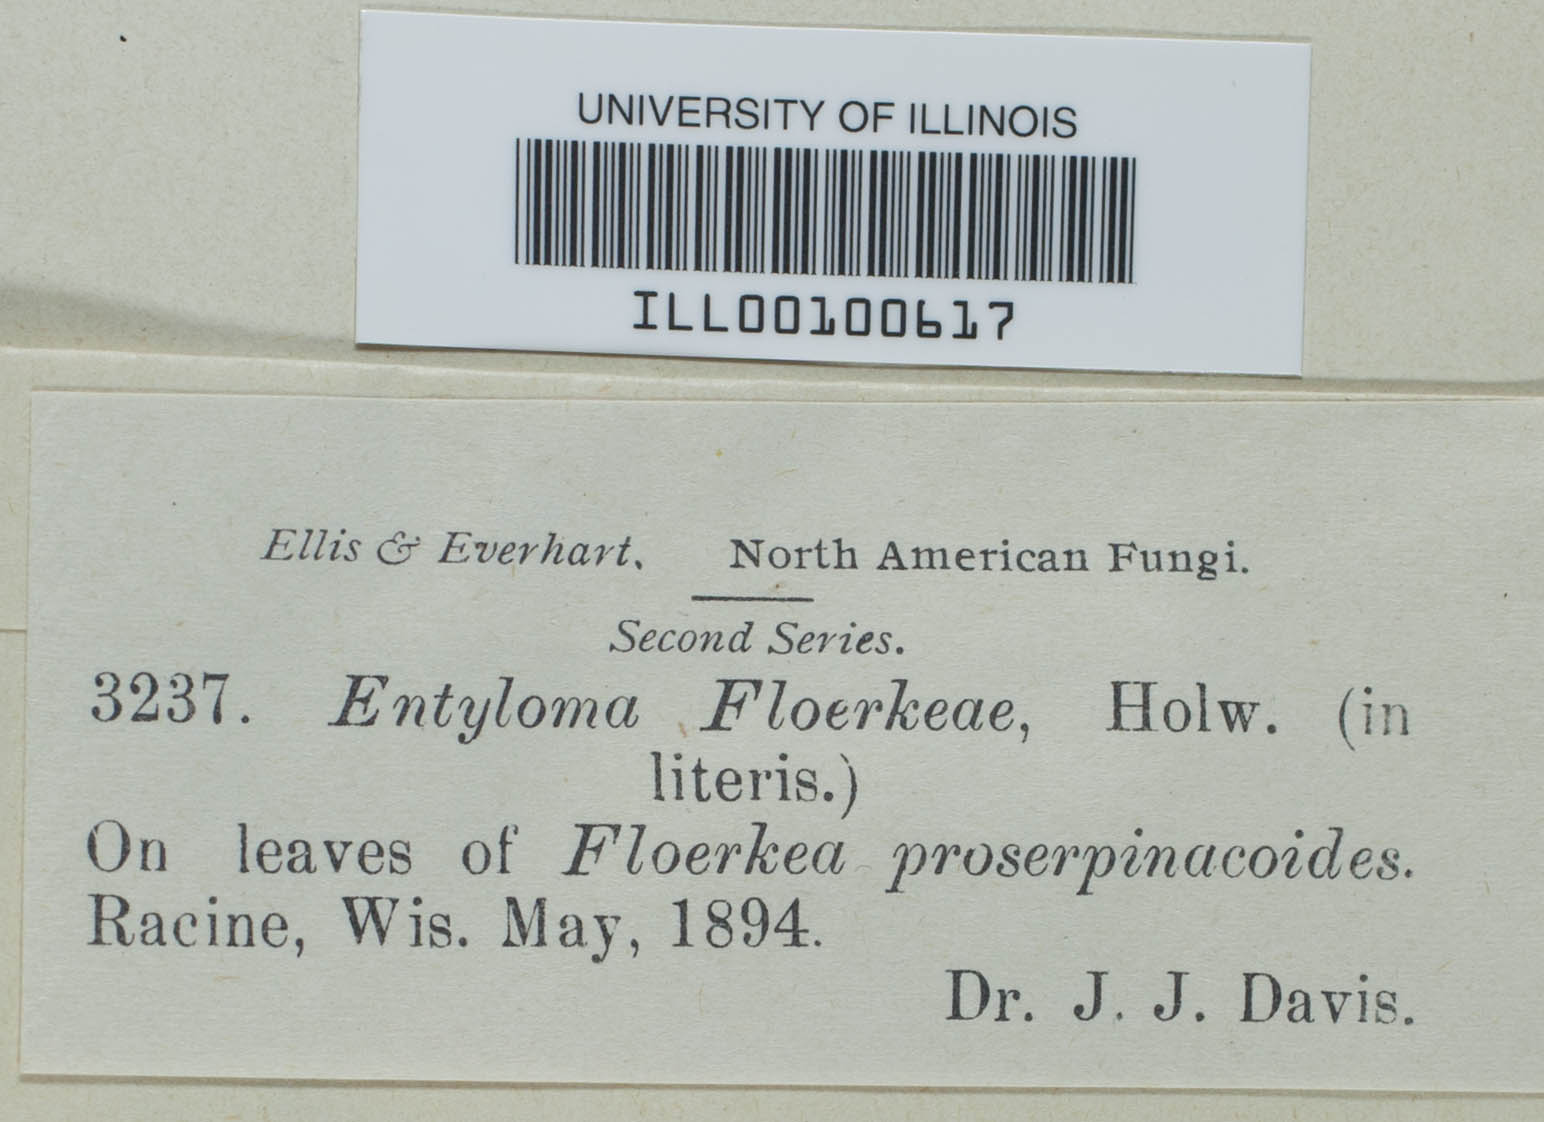 UNIVERSITY OF ILLINOIS
ILL00100617
Ellis & Everhart. North American Fungi.
Second Series.
3237. Entyloma Floerkeae, Holw. (in
literis.)
On leaves of Floerkea proserpinacoides.
Racine, Wis. May, 1894.
Dr. J. J. Davis.